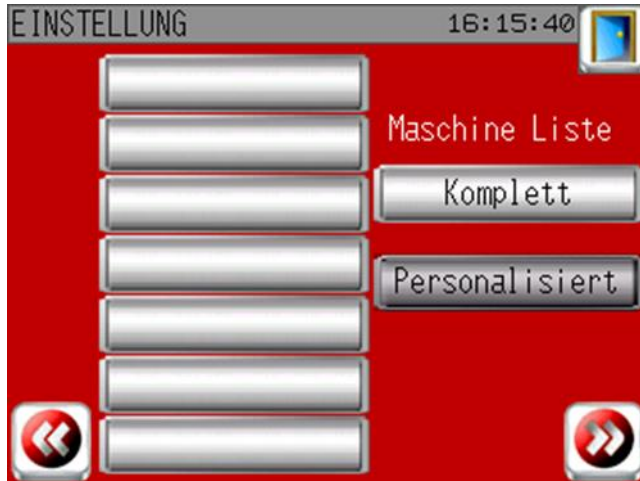 EINSTELLUNG 16:15:40
Maschine Liste
Komplett
Personalisiert